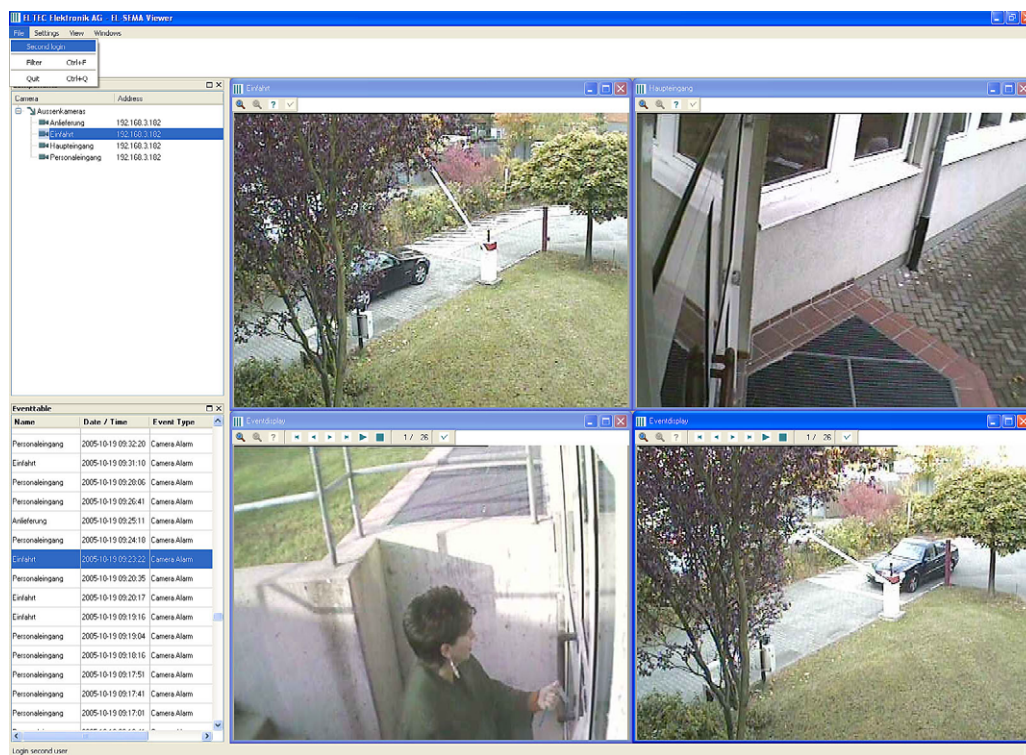 ELTEC Elektronik AG - EL-SEMA Viewer
File Settings View Windows
Second login
Filter Ctrl+F
Quit Ctrl+Q
Camera Address
Aussenkameras
Anlieferung 192.168.3.182
Einfahrt 192.168.3.182
Haupteingang 192.168.3.182
Personaleingang 192.168.3.182
Einfahrt
Haupteingang
Eventtable
Name Date / Time Event Type
Personaleingang 2005-10-19 09:32:20 Camera Alarm
Einfahrt 2005-10-19 09:31:10 Camera Alarm
Personaleingang 2005-10-19 09:28:06 Camera Alarm
Personaleingang 2005-10-19 09:26:41 Camera Alarm
Anlieferung 2005-10-19 09:25:11 Camera Alarm
Personaleingang 2005-10-19 09:24:18 Camera Alarm
Einfahrt 2005-10-19 09:23:22 Camera Alarm
Personaleingang 2005-10-19 09:20:35 Camera Alarm
Einfahrt 2005-10-19 09:20:17 Camera Alarm
Einfahrt 2005-10-19 09:19:16 Camera Alarm
Personaleingang 2005-10-19 09:19:04 Camera Alarm
Personaleingang 2005-10-19 09:18:16 Camera Alarm
Personaleingang 2005-10-19 09:17:51 Camera Alarm
Personaleingang 2005-10-19 09:17:41 Camera Alarm
Personaleingang 2005-10-19 09:17:01 Camera Alarm
Eventdisplay
1 / 26
Eventdisplay
1 / 26
Login second user